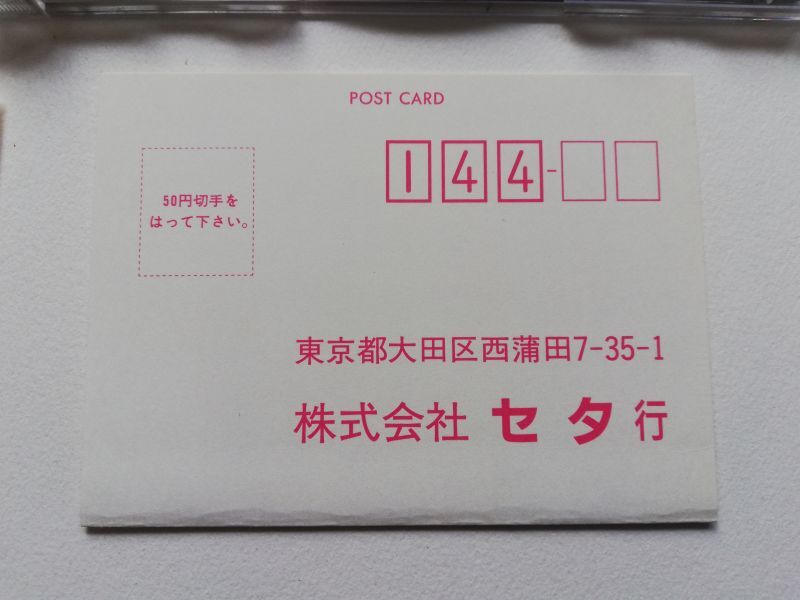 POST CARD
144-
50円切手を
はって下さい。
東京都大田区西蒲田7-35-1
株式会社 セタ 行